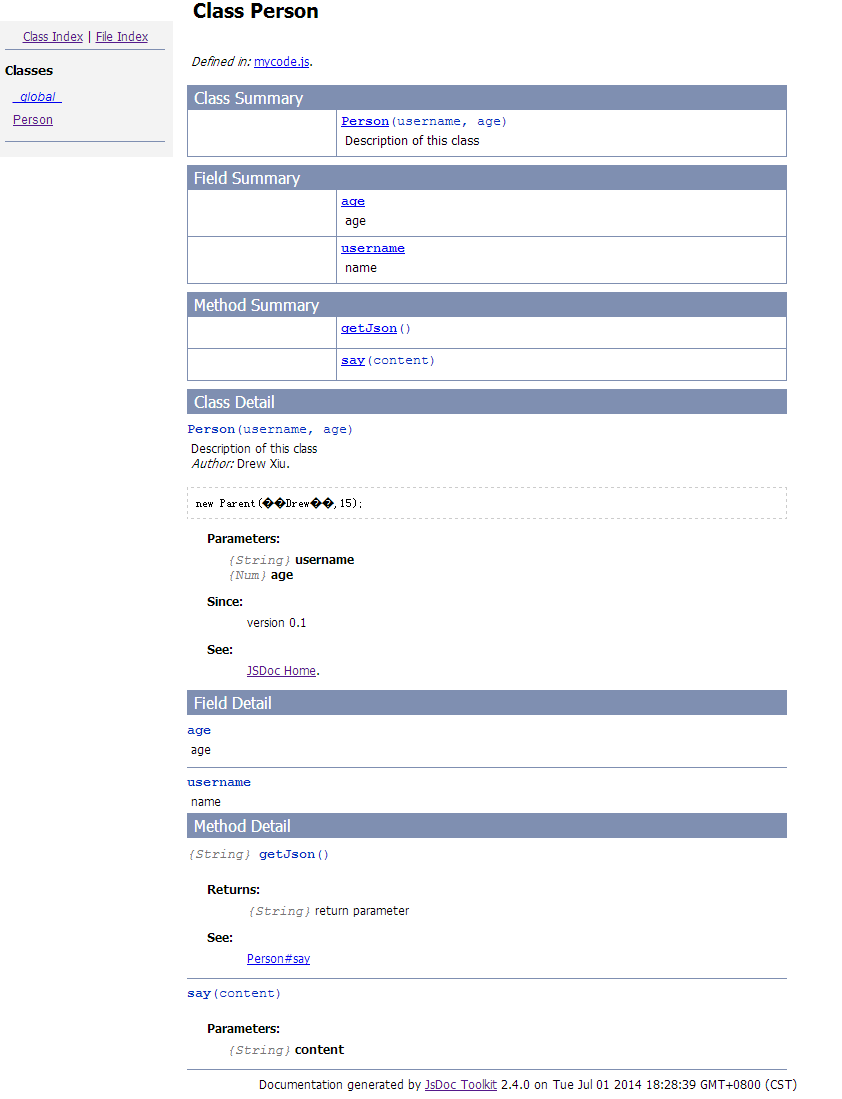 Class Person
Class Index | File Index
Classes
_global_
Person
Defined in: mycode.js.
Class Summary
Person(username, age)
Description of this class
Field Summary
age
age
username
name
Method Summary
getJson()
say(content)
Class Detail
Person(username, age)
Description of this class
Author: Drew Xiu.
new Parent(��Drew��,15);
Parameters:
{String} username
{Num} age
Since:
version 0.1
See:
JSDoc Home.
Field Detail
age
age
username
name
Method Detail
{String} getJson()
Returns:
{String} return parameter
See:
Person#say
say(content)
Parameters:
{String} content
Documentation generated by JsDoc Toolkit 2.4.0 on Tue Jul 01 2014 18:28:39 GMT+0800 (CST)